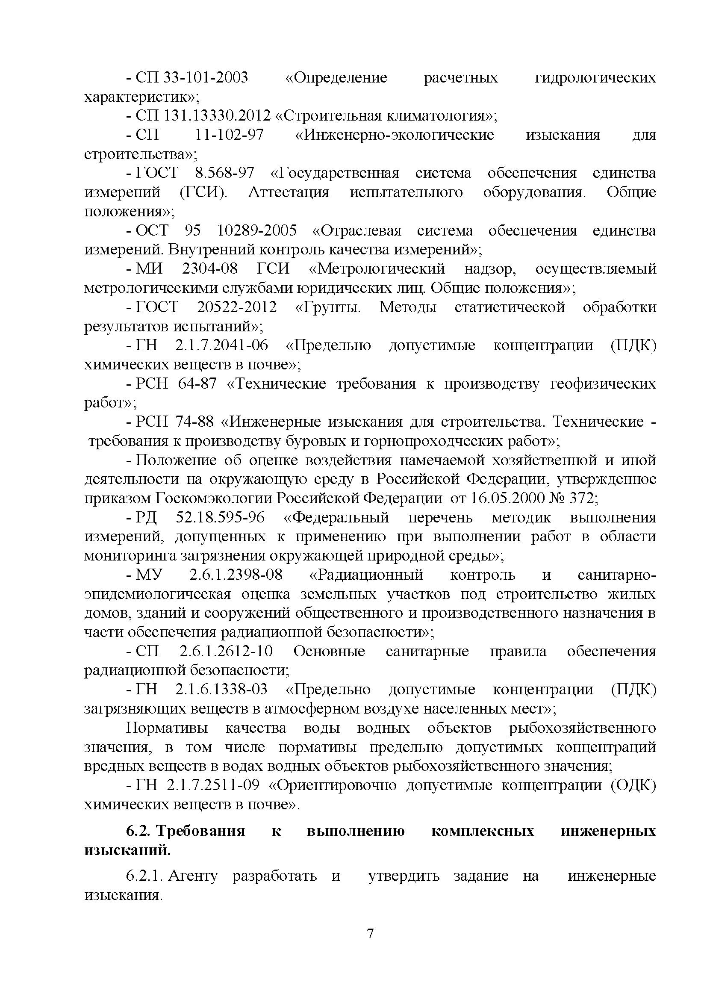 - СП 33-101-2003 «Определение расчетных гидрологических
характеристик»;
- СП 131.13330.2012 «Строительная климатология»;
- СП 11-102-97 «Инженерно-экологические изыскания для
строительства»;
- ГОСТ 8.568-97 «Государственная система обеспечения единства
измерений (ГСИ). Аттестация испытательного оборудования. Общие
положения»;
- ОСТ 95 10289-2005 «Отраслевая система обеспечения единства
измерений. Внутренний контроль качества измерений»;
- МИ 2304-08 ГСИ «Метрологический надзор, осуществляемый
метрологическими службами юридических лиц. Общие положения»;
- ГОСТ 20522-2012 «Грунты. Методы статистической обработки
результатов испытаний»;
- ГН 2.1.7.2041-06 «Предельно допустимые концентрации (ПДК)
химических веществ в почве»;
- РСН 64-87 «Технические требования к производству геофизических
работ»;
- РСН 74-88 «Инженерные изыскания для строительства. Технические -
требования к производству буровых и горнопроходческих работ»;
- Положение об оценке воздействия намечаемой хозяйственной и иной
деятельности на окружающую среду в Российской Федерации, утвержденное
приказом Госкомэкологии Российской Федерации от 16.05.2000 № 372;
- РД 52.18.595-96 «Федеральный перечень методик выполнения
измерений, допущенных к применению при выполнении работ в области
мониторинга загрязнения окружающей природной среды»;
- МУ 2.6.1.2398-08 «Радиационный контроль и санитарно-
эпидемиологическая оценка земельных участков под строительство жилых
домов, зданий и сооружений общественного и производственного назначения в
части обеспечения радиационной безопасности»;
- СП 2.6.1.2612-10 Основные санитарные правила обеспечения
радиационной безопасности;
- ГН 2.1.6.1338-03 «Предельно допустимые концентрации (ПДК)
загрязняющих веществ в атмосферном воздухе населенных мест»;
Нормативы качества воды водных объектов рыбохозяйственного
значения, в том числе нормативы предельно допустимых концентраций
вредных веществ в водах водных объектов рыбохозяйственного значения;
- ГН 2.1.7.2511-09 «Ориентировочно допустимые концентрации (ОДК)
химических веществ в почве».
6.2. Требования к выполнению комплексных инженерных
изысканий.
6.2.1. Агенту разработать и утвердить задание на инженерные
изыскания.
7